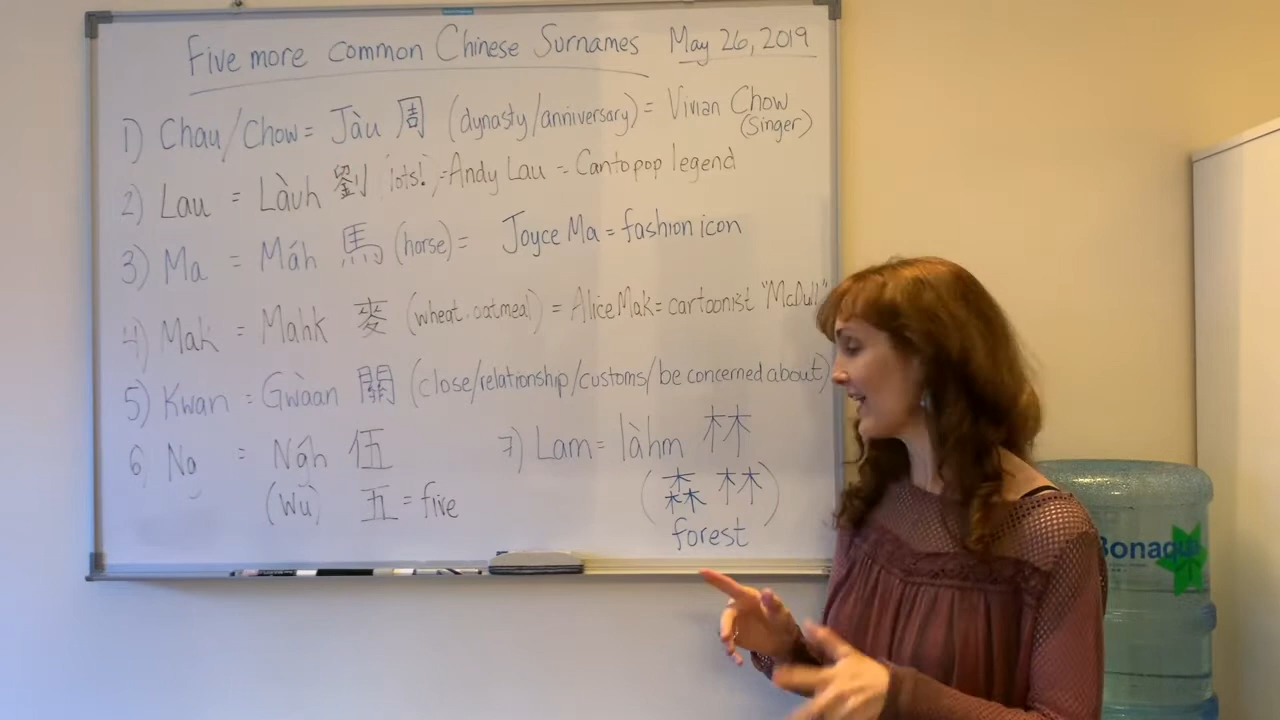 Five more common Chinese Surnames May 26, 2019
1) Chau/Chow = Jàu 周 (dynasty/anniversary) = Vivian Chow
(Singer)
2) Lau = Làuh 劉 (lots!) = Andy Lau - Cantopop legend
3) Ma = Máh 馬 (horse) = Joyce Ma = fashion icon
4) Mak = Mahk 麥 (wheat, oatmeal) = Alice Mak = cartoonist "McDull"
5) Kwan = Gwàan 關 (close/relationship/customs/be concerned about)
6) Ng = Nǵh 伍
(Wu) 五 = five
7) Lam = làhm 林
(森林)
forest
Bonaqua